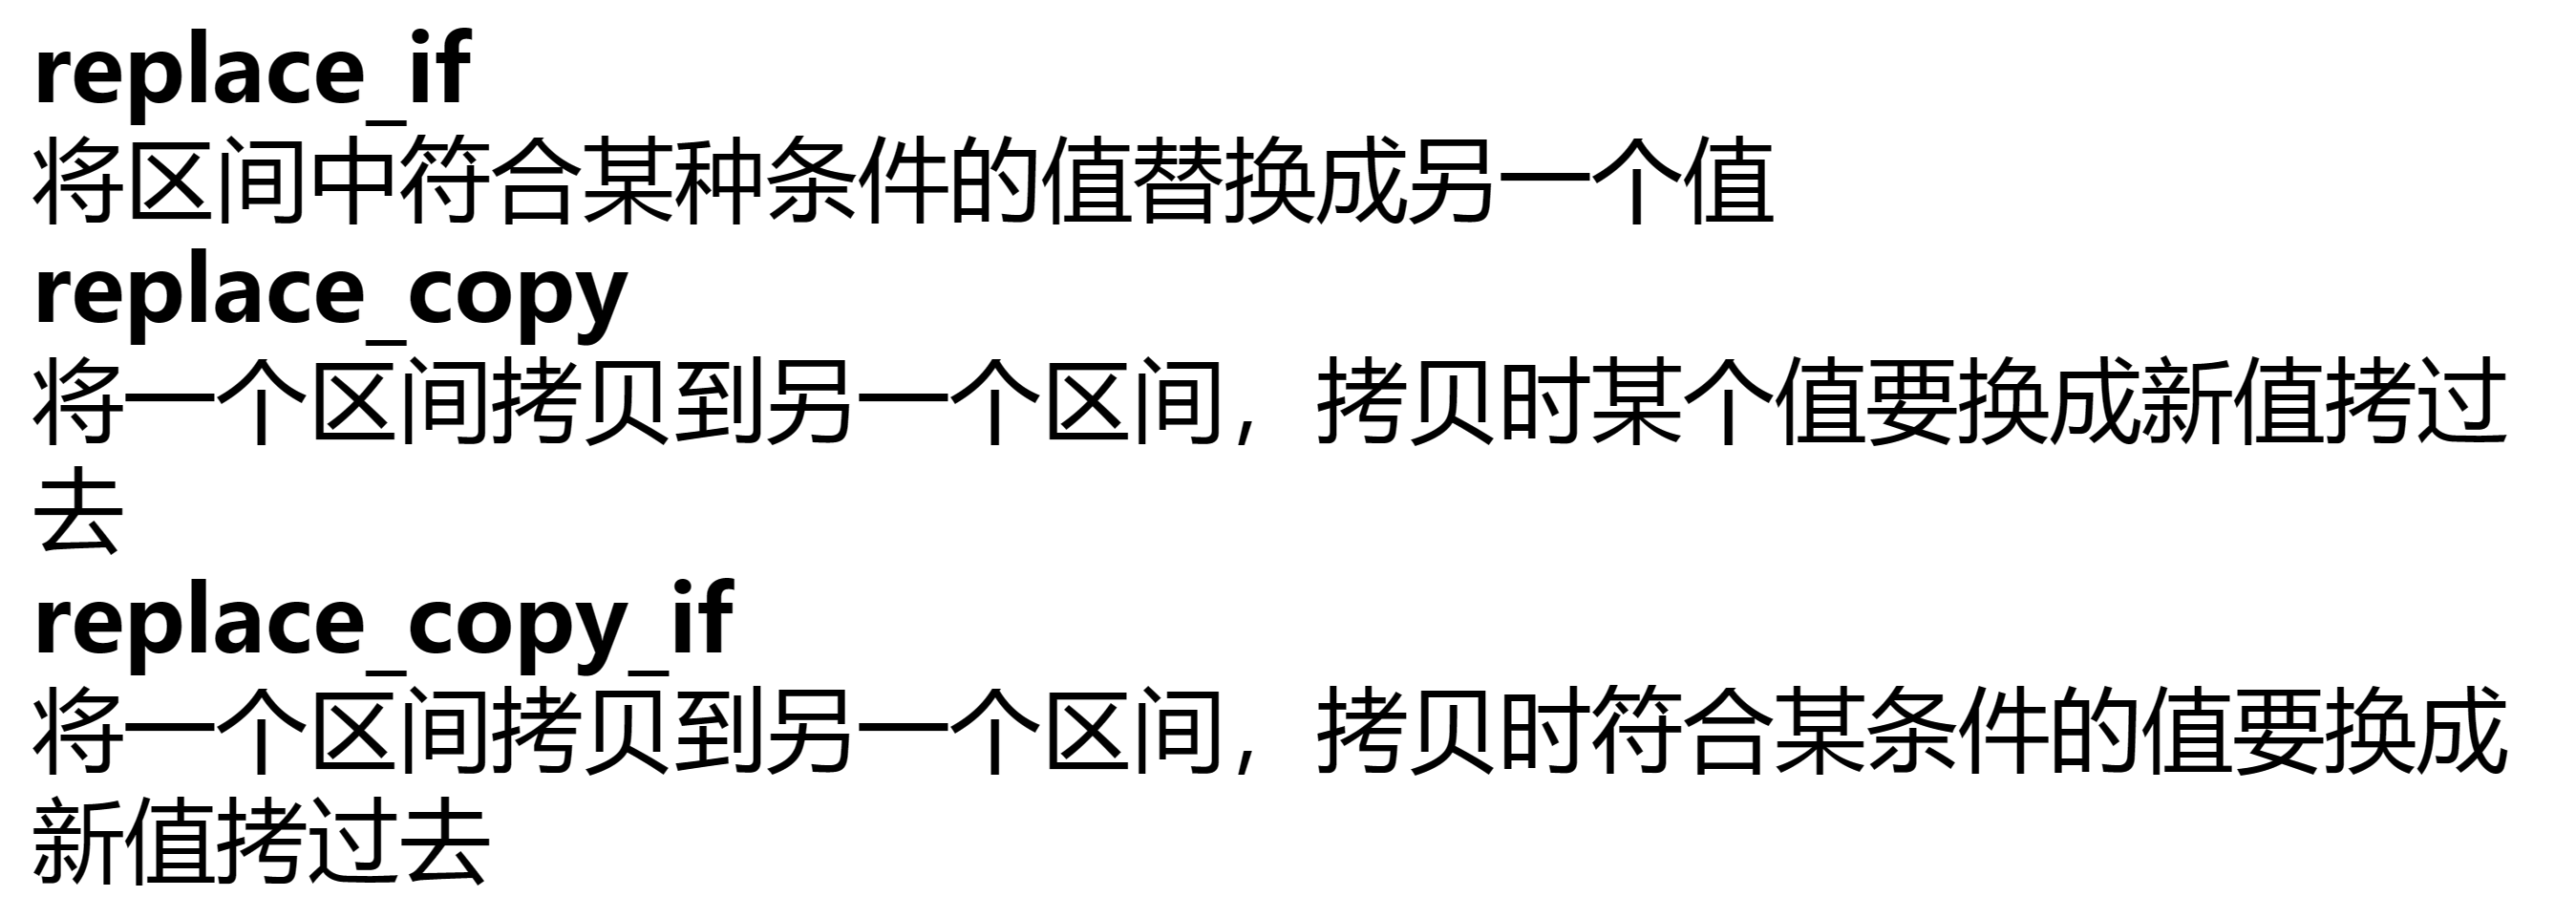 replace_if
将区间中符合某种条件的值替换成另一个值
replace_copy
将一个区间拷贝到另一个区间，拷贝时某个值要换成新值拷过
去
replace_copy_if
将一个区间拷贝到另一个区间，拷贝时符合某条件的值要换成
新值拷过去